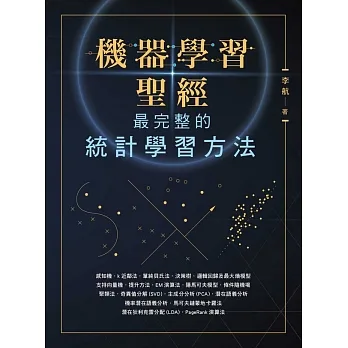 機器學習
聖經
李航 著
最完整的
統計學習方法
感知機、k 近鄰法、單純貝氏法、決策樹、邏輯回歸及最大熵模型
支持向量機、提升方法、EM 演算法、隱馬可夫模型、條件隨機場
聚類法、奇異值分解(SVD)、主成分分析(PCA)、潛在語義分析
機率潛在語義分析、馬可夫鏈蒙地卡羅法
潛在狄利克雷分配(LDA)、PageRank 演算法